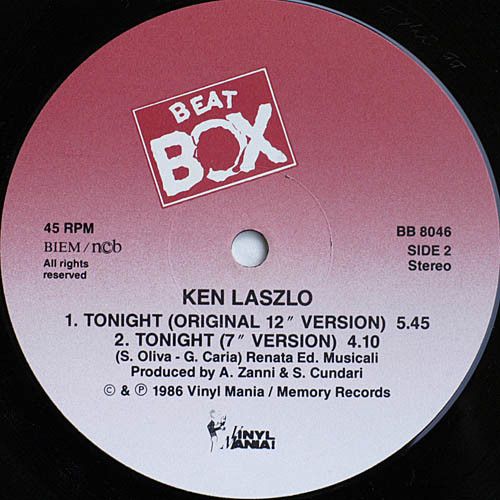 BEAT
BOX
45 RPM
BIEM / ncb
All rights
reserved
BB 8046
SIDE 2
Stereo
KEN LASZLO
1. TONIGHT (ORIGINAL 12″ VERSION) 5.45
2. TONIGHT (7″ VERSION) 4.10
(S. Oliva - G. Caria) Renata Ed. Musicali
Produced by A. Zanni & S. Cundari
© & ℗ 1986 Vinyl Mania / Memory Records
VINYL
MANIA!